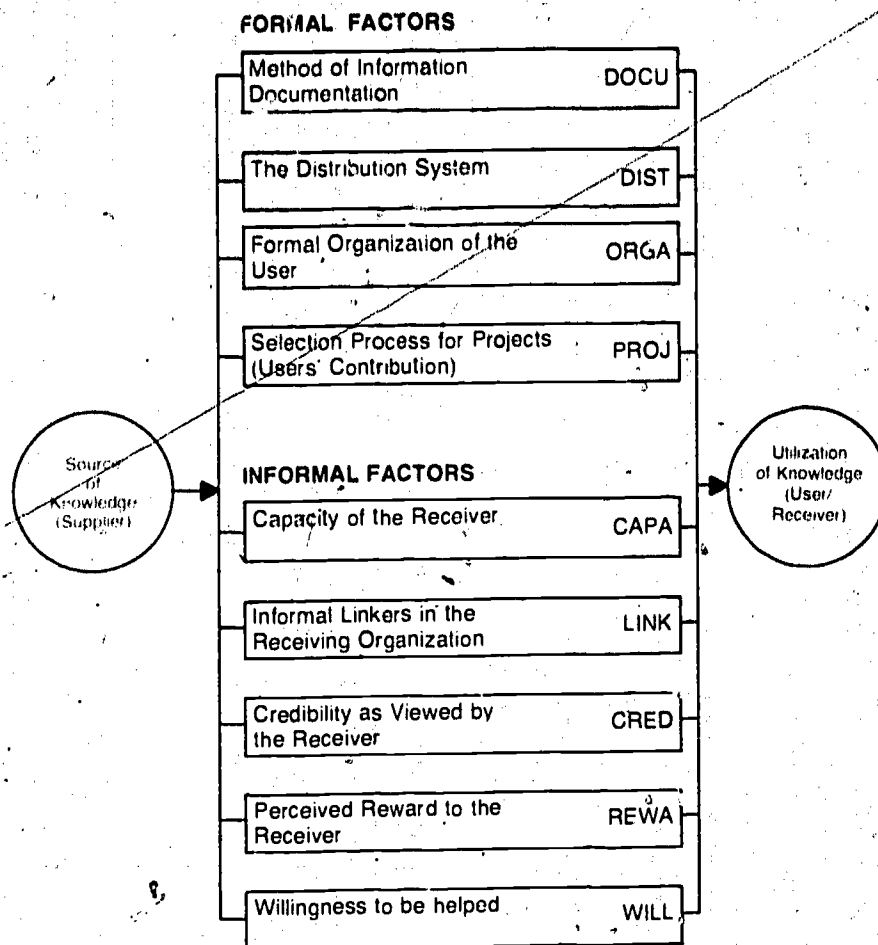 FORMAL FACTORS
Method of Information DOCU
Documentation
The Distribution System DIST
Formal Organization of the ORGA
User
Selection Process for Projects PROJ
(Users' Contribution)
Source
of
Knowledge
(Supplier)
INFORMAL FACTORS
Capacity of the Receiver CAPA
Informal Linkers in the LINK
Receiving Organization
Credibility as Viewed by CRED
the Receiver
Perceived Reward to the REWA
Receiver
Willingness to be helped WILL
Utilization
of Knowledge
(User/
Receiver)